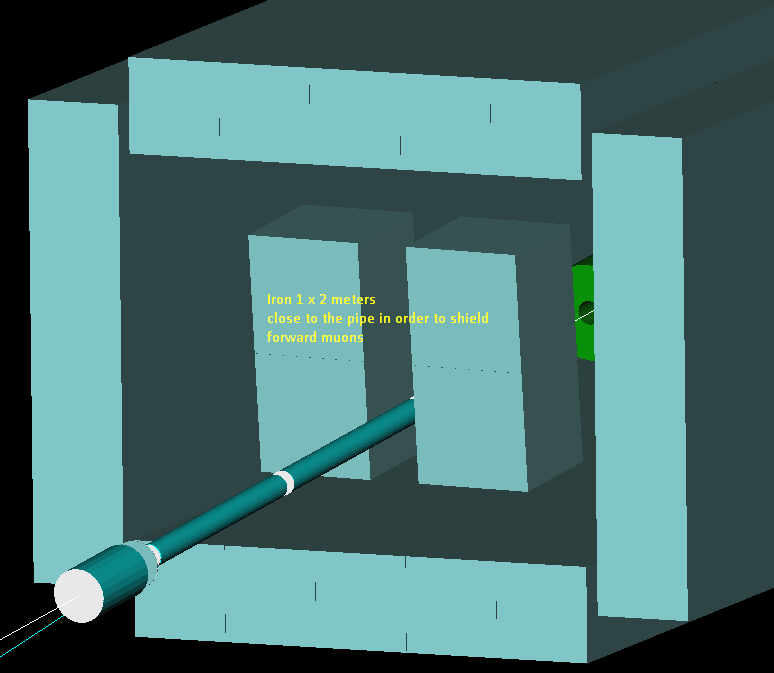 Iron 1 x 2 meters
close to the pipe in order to shield
forward muons